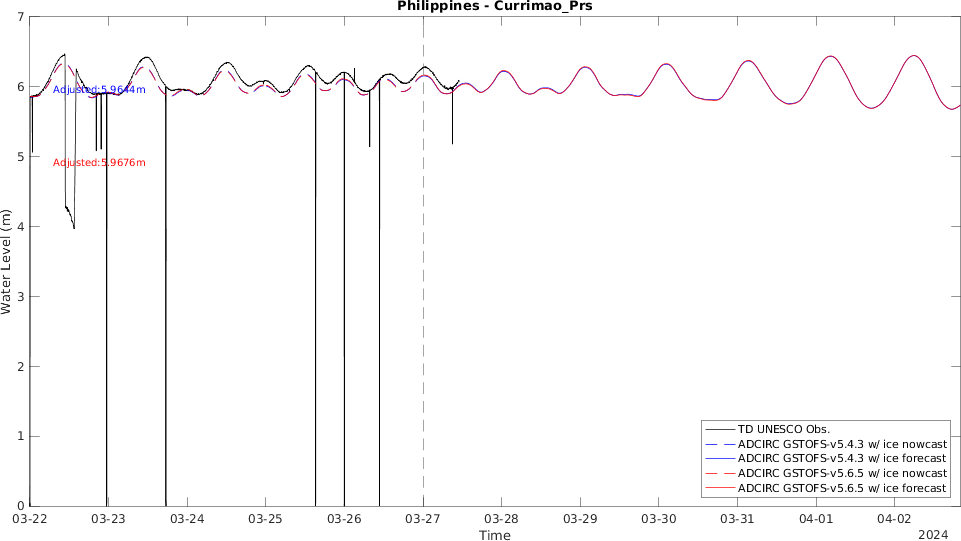 Philippines - Currimao_Prs
7
6
5
4
3
2
1
0
Water Level (m)
Adjusted:5.9644m
Adjusted:5.9676m
TD UNESCO Obs.
ADCIRC GSTOFS-v5.4.3 w/ ice nowcast
ADCIRC GSTOFS-v5.4.3 w/ ice forecast
ADCIRC GSTOFS-v5.6.5 w/ ice nowcast
ADCIRC GSTOFS-v5.6.5 w/ ice forecast
03-22 03-23 03-24 03-25 03-26 03-27 03-28 03-29 03-30 03-31 04-01 04-02
Time
2024